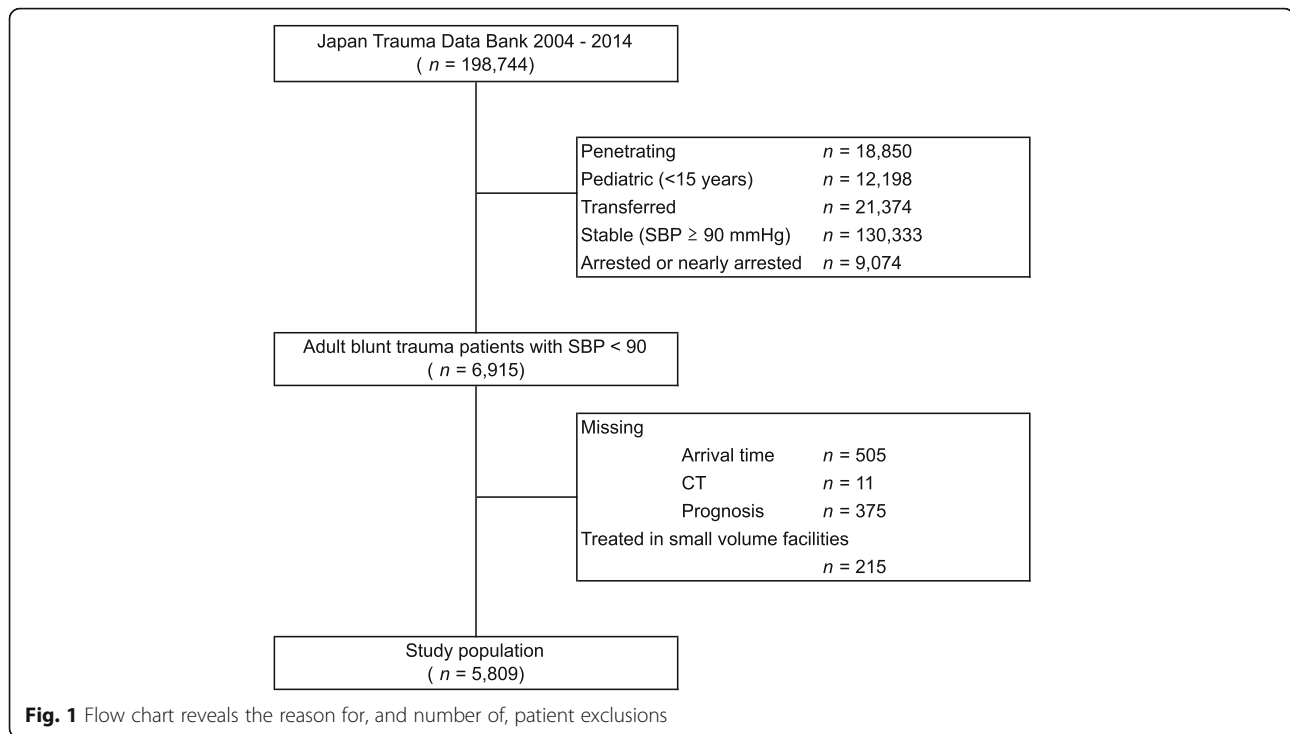 Japan Trauma Data Bank 2004 - 2014
( n = 198,744)
Penetrating n = 18,850
Pediatric (<15 years) n = 12,198
Transferred n = 21,374
Stable (SBP ≥ 90 mmHg) n = 130,333
Arrested or nearly arrested n = 9,074
Adult blunt trauma patients with SBP < 90
( n = 6,915)
Missing
Arrival time n = 505
CT n = 11
Prognosis n = 375
Treated in small volume facilities
n = 215
Study population
( n = 5,809)
Fig. 1 Flow chart reveals the reason for, and number of, patient exclusions